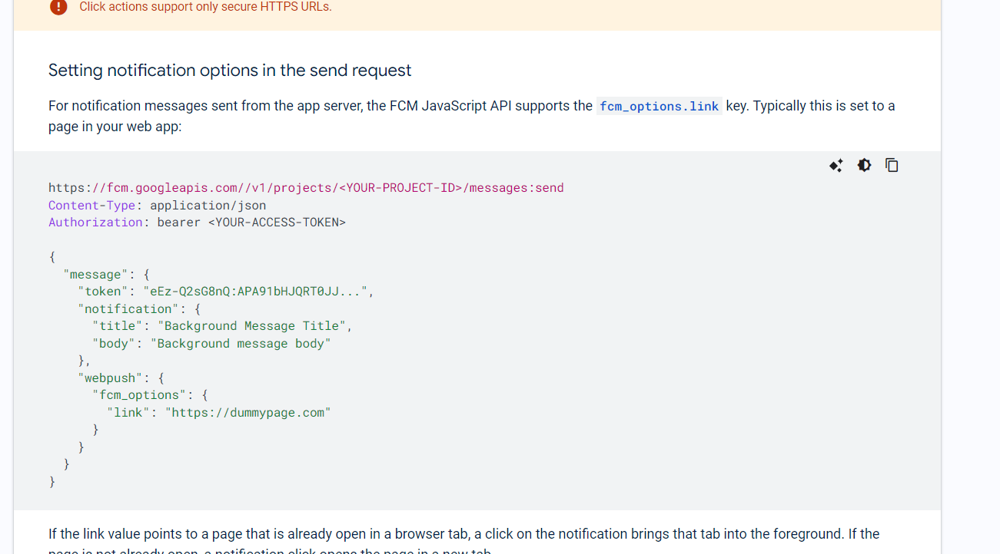 Click actions support only secure HTTPS URLs.
Setting notification options in the send request
For notification messages sent from the app server, the FCM JavaScript API supports the fcm_options.link key. Typically this is set to a
page in your web app:
https://fcm.googleapis.com//v1/projects/<YOUR-PROJECT-ID>/messages:send
Content-Type: application/json
Authorization: bearer <YOUR-ACCESS-TOKEN>
{
"message": {
"token": "eEz-Q2sG8nQ:APA91bHJQRT0JJ...",
"notification": {
"title": "Background Message Title",
"body": "Background message body"
},
"webpush": {
"fcm_options": {
"link": "https://dummypage.com"
}
}
}
}
If the link value points to a page that is already open in a browser tab, a click on the notification brings that tab into the foreground. If the
page is not already open, a notification click opens the page in a new tab.